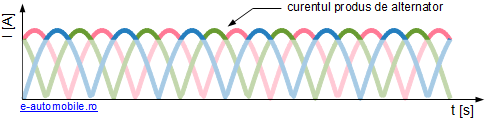 curentul produs de alternator
I [A]
t [s]
e-automobile.ro